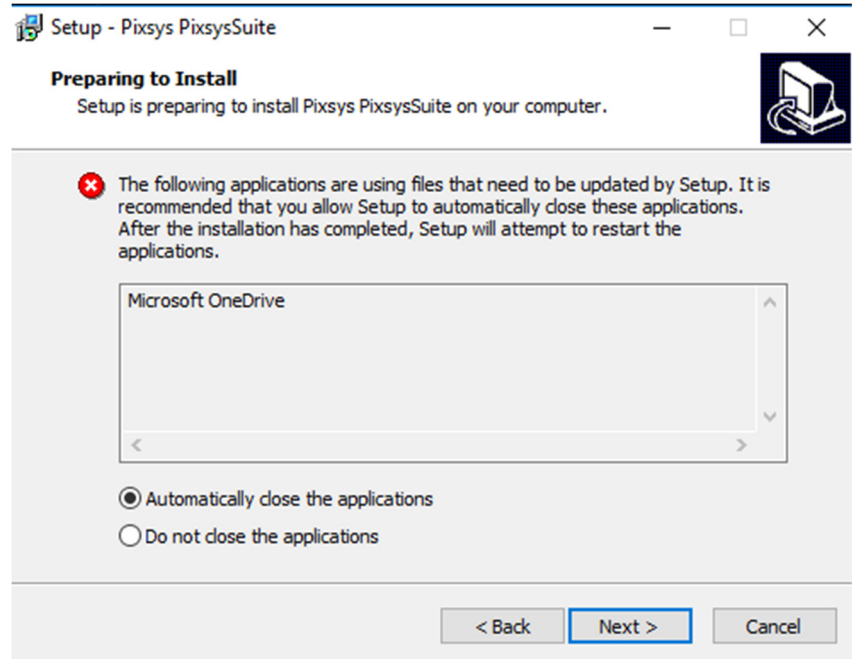 Setup - Pixsys PixsysSuite
Preparing to Install
Setup is preparing to install Pixsys PixsysSuite on your computer.
The following applications are using files that need to be updated by Setup. It is
recommended that you allow Setup to automatically close these applications.
After the installation has completed, Setup will attempt to restart the
applications.
Microsoft OneDrive
Automatically close the applications
Do not close the applications
< Back
Next >
Cancel